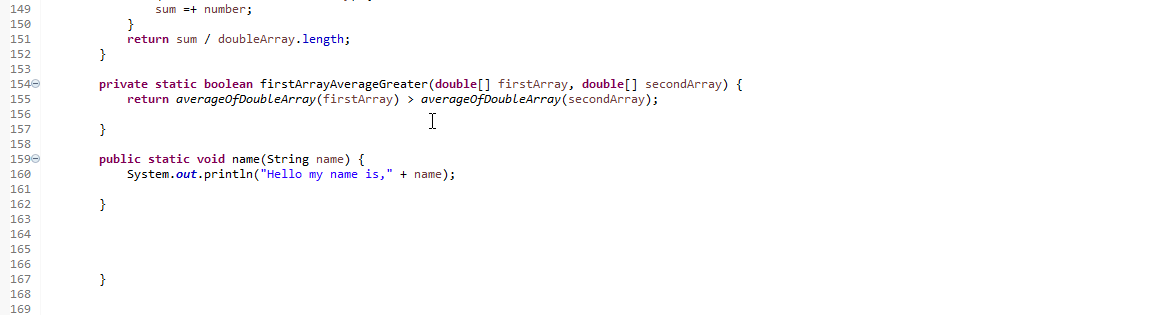 149 sum =+ number;
150 }
151 return sum / doubleArray.length;
152 }
153
154 private static boolean firstArrayAverageGreater(double[] firstArray, double[] secondArray) {
155 return averageOfDoubleArray(firstArray) > averageOfDoubleArray(secondArray);
156
157 }
158
159 public static void name(String name) {
160 System.out.println("Hello my name is," + name);
161
162 }
163
164
165
166
167 }
168
169